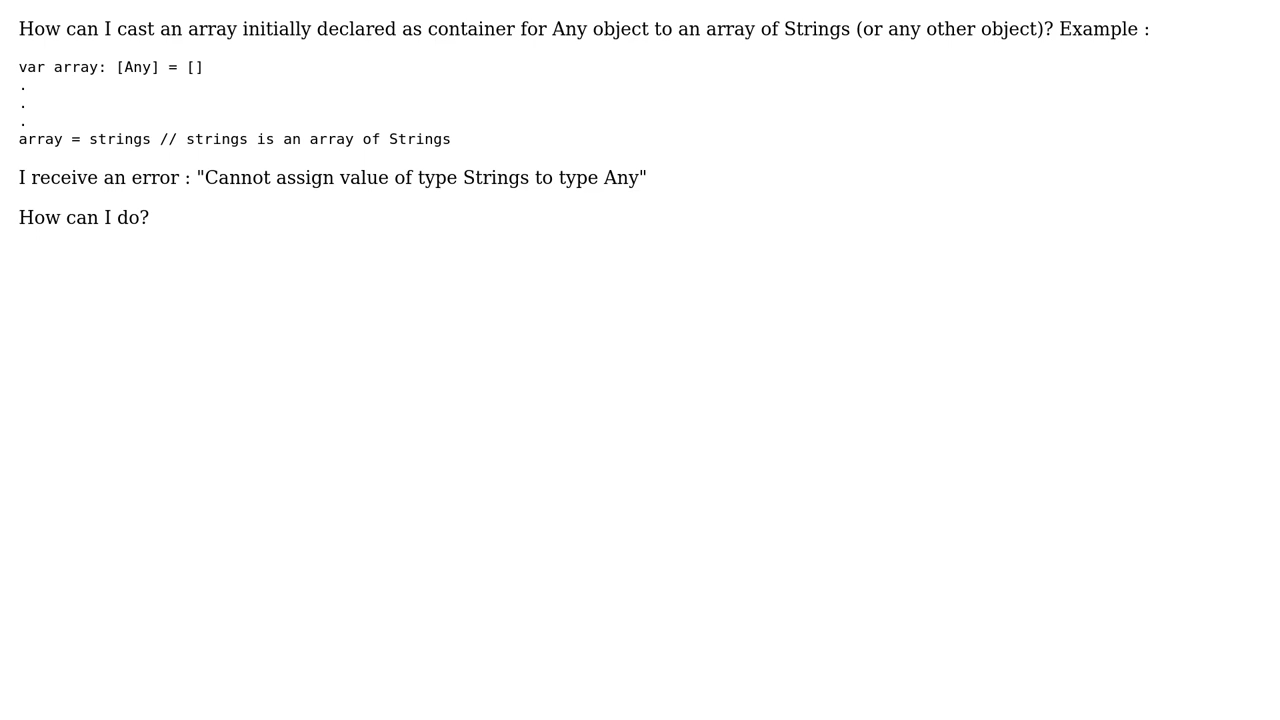 How can I cast an array initially declared as container for Any object to an array of Strings (or any other object)? Example :
var array: [Any] = []
.
.
.
array = strings // strings is an array of Strings
I receive an error : "Cannot assign value of type Strings to type Any"
How can I do?